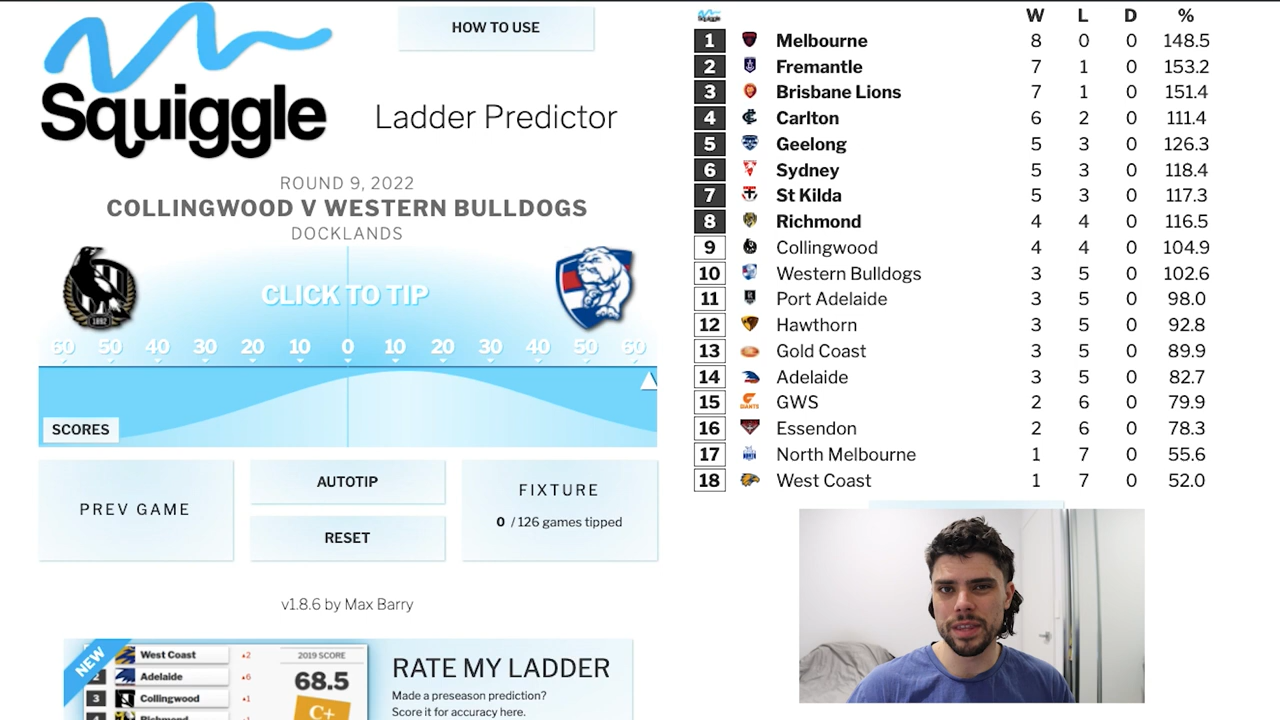 Squiggle
HOW TO USE
Ladder Predictor
ROUND 9, 2022
COLLINGWOOD V WESTERN BULLDOGS
DOCKLANDS
1892
CLICK TO TIP
60 50 40 30 20 10 0 10 20 30 40 50 60
SCORES
PREV GAME
AUTOTIP
RESET
FIXTURE
0 / 126 games tipped
v1.8.6 by Max Barry
NEW
West Coast 2
2 Adelaide 6
3 Collingwood 1
4 Richmond
2019 SCORE
68.5
C+
RATE MY LADDER
Made a preseason prediction?
Score it for accuracy here.
Squiggle W L D %
1 Melbourne 8 0 0 148.5
2 Fremantle 7 1 0 153.2
3 Brisbane Lions 7 1 0 151.4
4 Carlton 6 2 0 111.4
5 Geelong 5 3 0 126.3
6 Sydney 5 3 0 118.4
7 St Kilda 5 3 0 117.3
8 Richmond 4 4 0 116.5
9 Collingwood 4 4 0 104.9
10 Western Bulldogs 3 5 0 102.6
11 Port Adelaide 3 5 0 98.0
12 Hawthorn 3 5 0 92.8
13 Gold Coast 3 5 0 89.9
14 Adelaide 3 5 0 82.7
15 GWS 2 6 0 79.9
16 Essendon 2 6 0 78.3
17 North Melbourne 1 7 0 55.6
18 West Coast 1 7 0 52.0